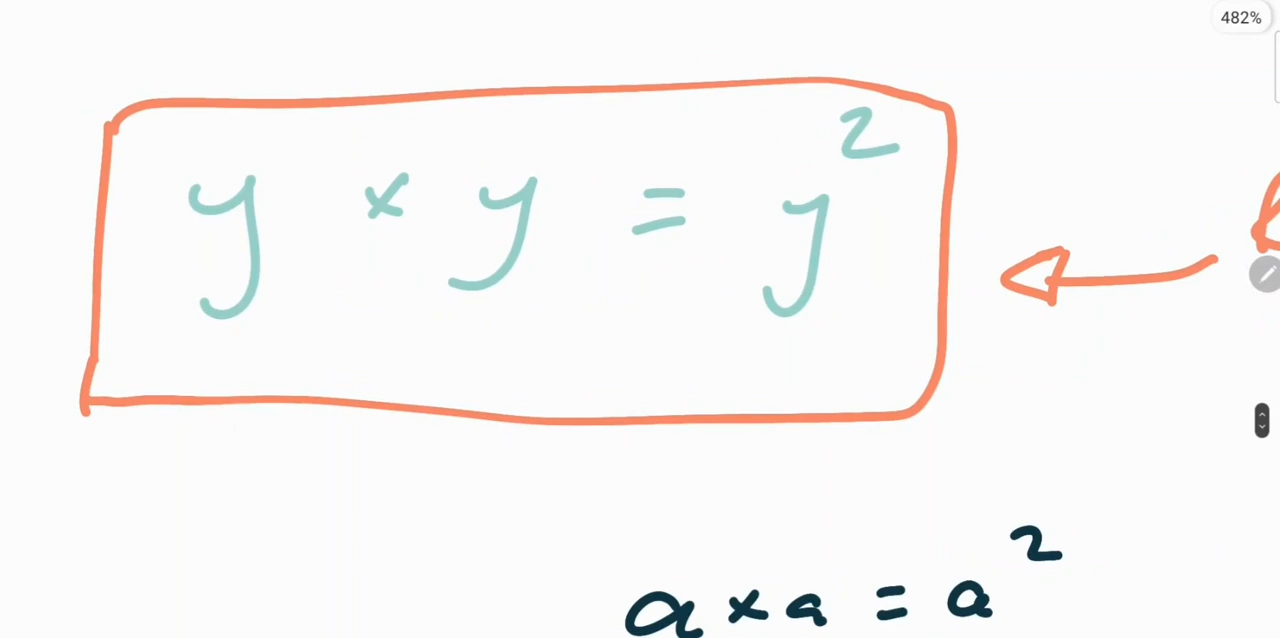 482%
y × y = y²
a × a = a²